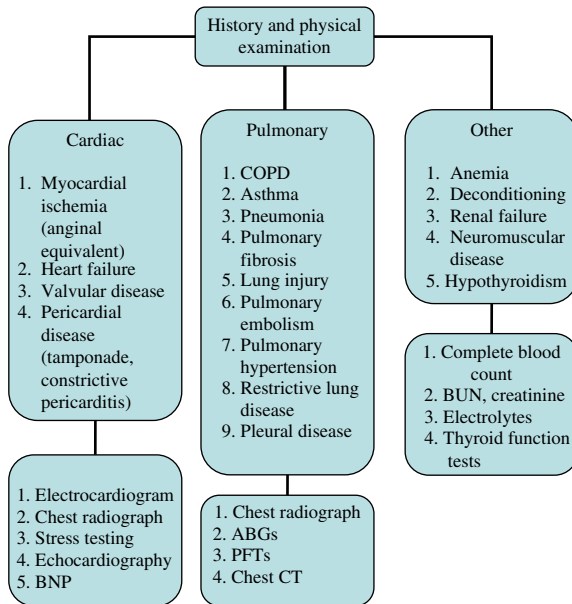 History and physical
examination
Cardiac
1. Myocardial
ischemia
(anginal
equivalent)
2. Heart failure
3. Valvular disease
4. Pericardial
disease
(tamponade,
constrictive
pericarditis)
1. Electrocardiogram
2. Chest radiograph
3. Stress testing
4. Echocardiography
5. BNP
Pulmonary
1. COPD
2. Asthma
3. Pneumonia
4. Pulmonary
fibrosis
5. Lung injury
6. Pulmonary
embolism
7. Pulmonary
hypertension
8. Restrictive lung
disease
9. Pleural disease
1. Chest radiograph
2. ABGs
3. PFTs
4. Chest CT
Other
1. Anemia
2. Deconditioning
3. Renal failure
4. Neuromuscular
disease
5. Hypothyroidism
1. Complete blood
count
2. BUN, creatinine
3. Electrolytes
4. Thyroid function
tests